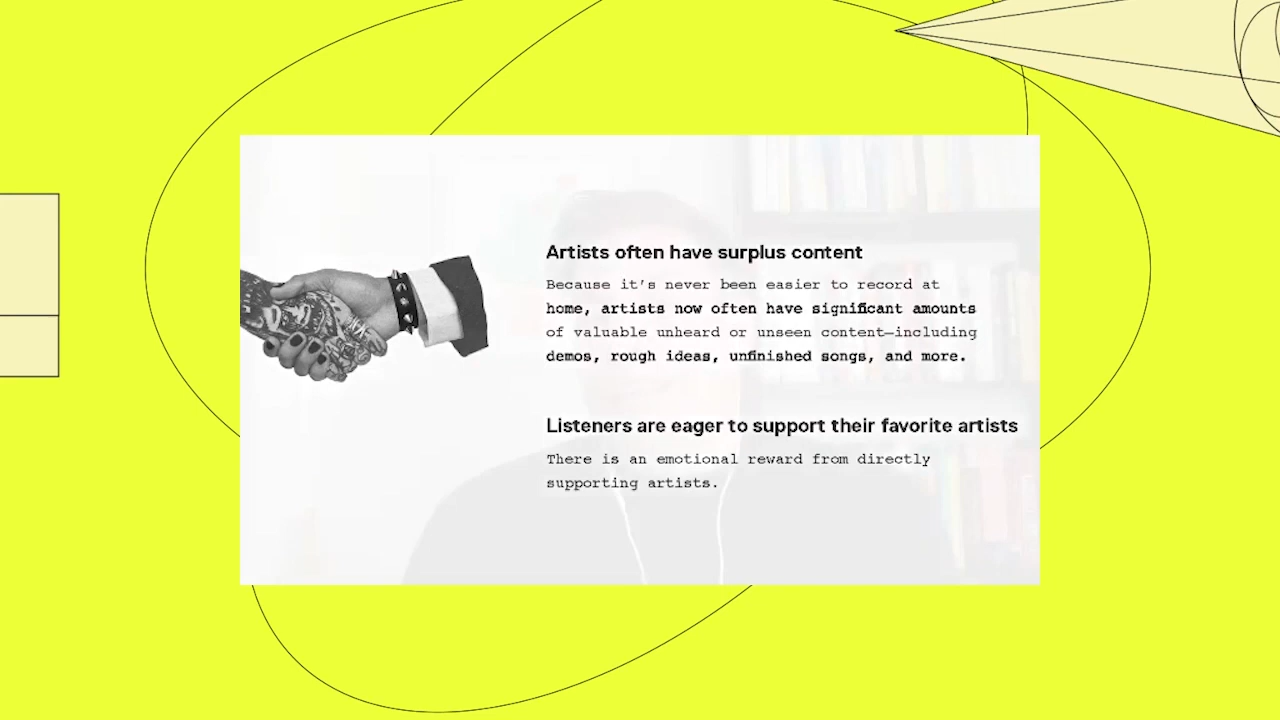 Artists often have surplus content
Because it’s never been easier to record at
home, artists now often have significant amounts
of valuable unheard or unseen content—including
demos, rough ideas, unfinished songs, and more.
Listeners are eager to support their favorite artists
There is an emotional reward from directly
supporting artists.